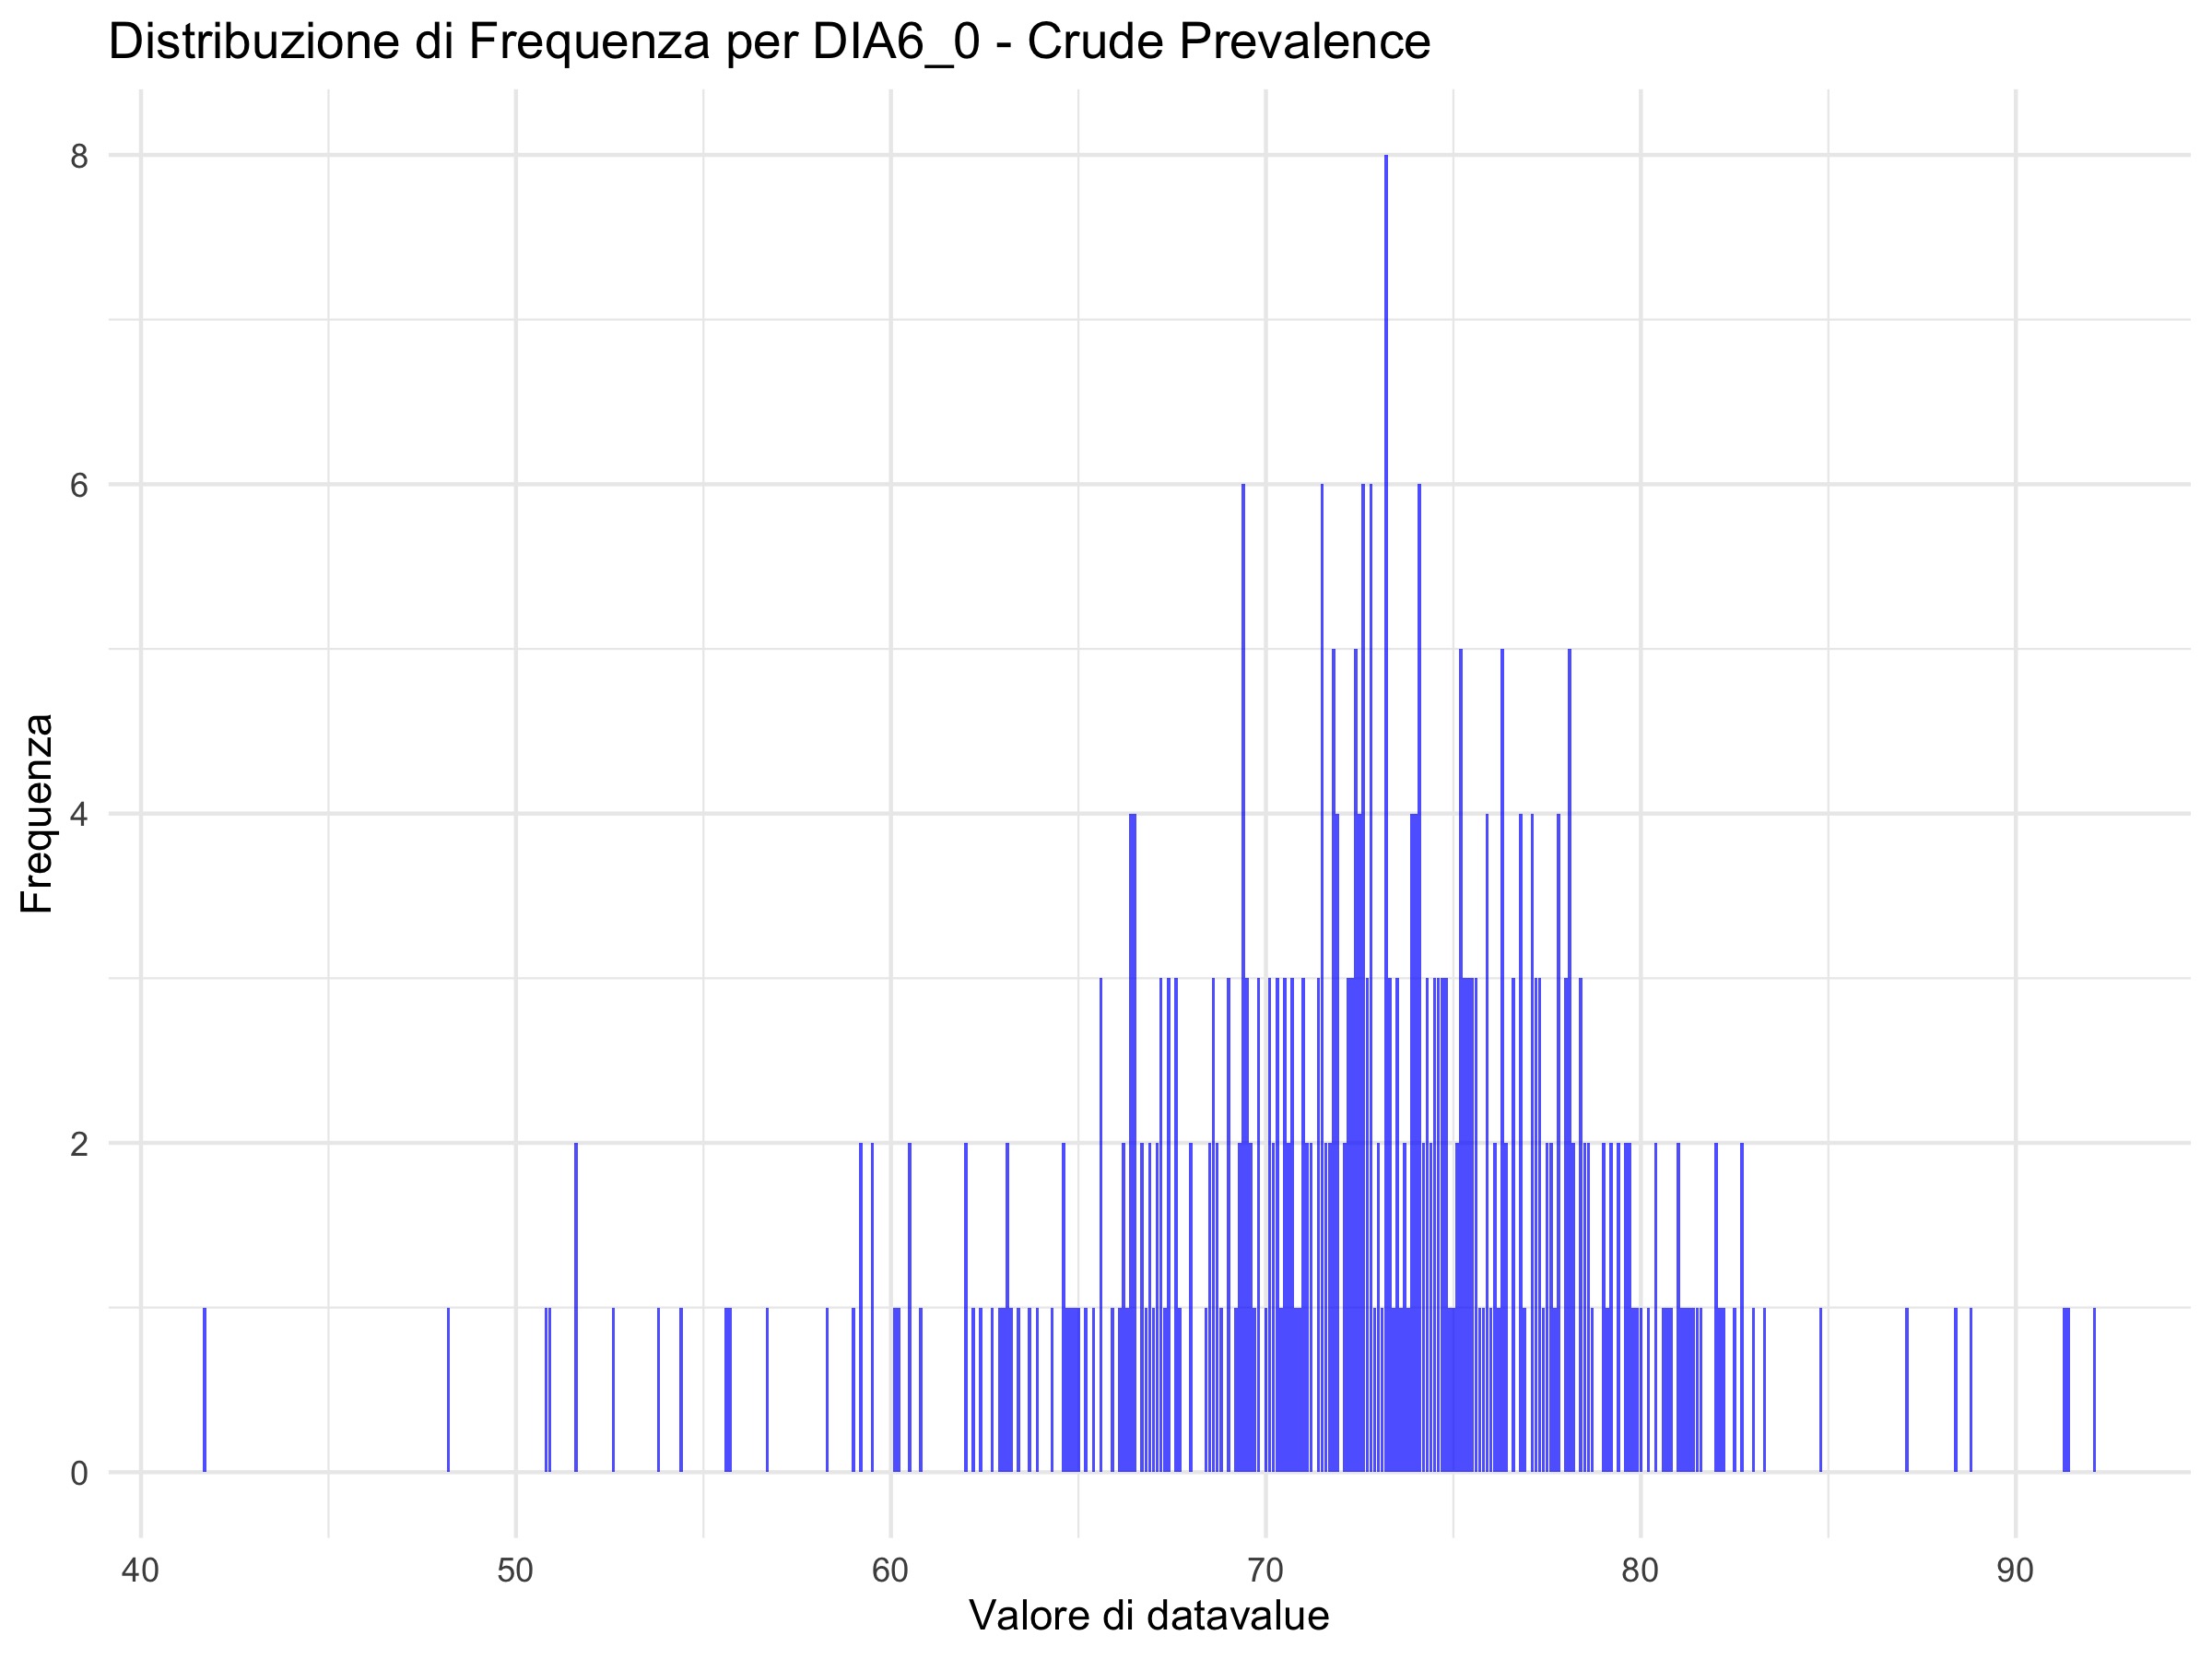 Distribuzione di Frequenza per DIA6_0 - Crude Prevalence
8
6
4
2
0
Frequenza
40 50 60 70 80 90
Valore di datavalue